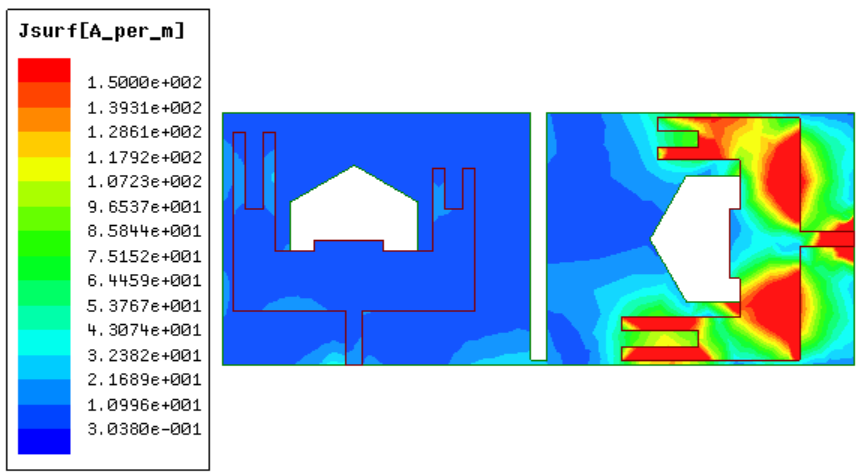 Jsurf[A_per_m]
1.5000e+002
1.3931e+002
1.2861e+002
1.1792e+002
1.0723e+002
9.6537e+001
8.5844e+001
7.5152e+001
6.4459e+001
5.3767e+001
4.3074e+001
3.2382e+001
2.1689e+001
1.0996e+001
3.0380e-001